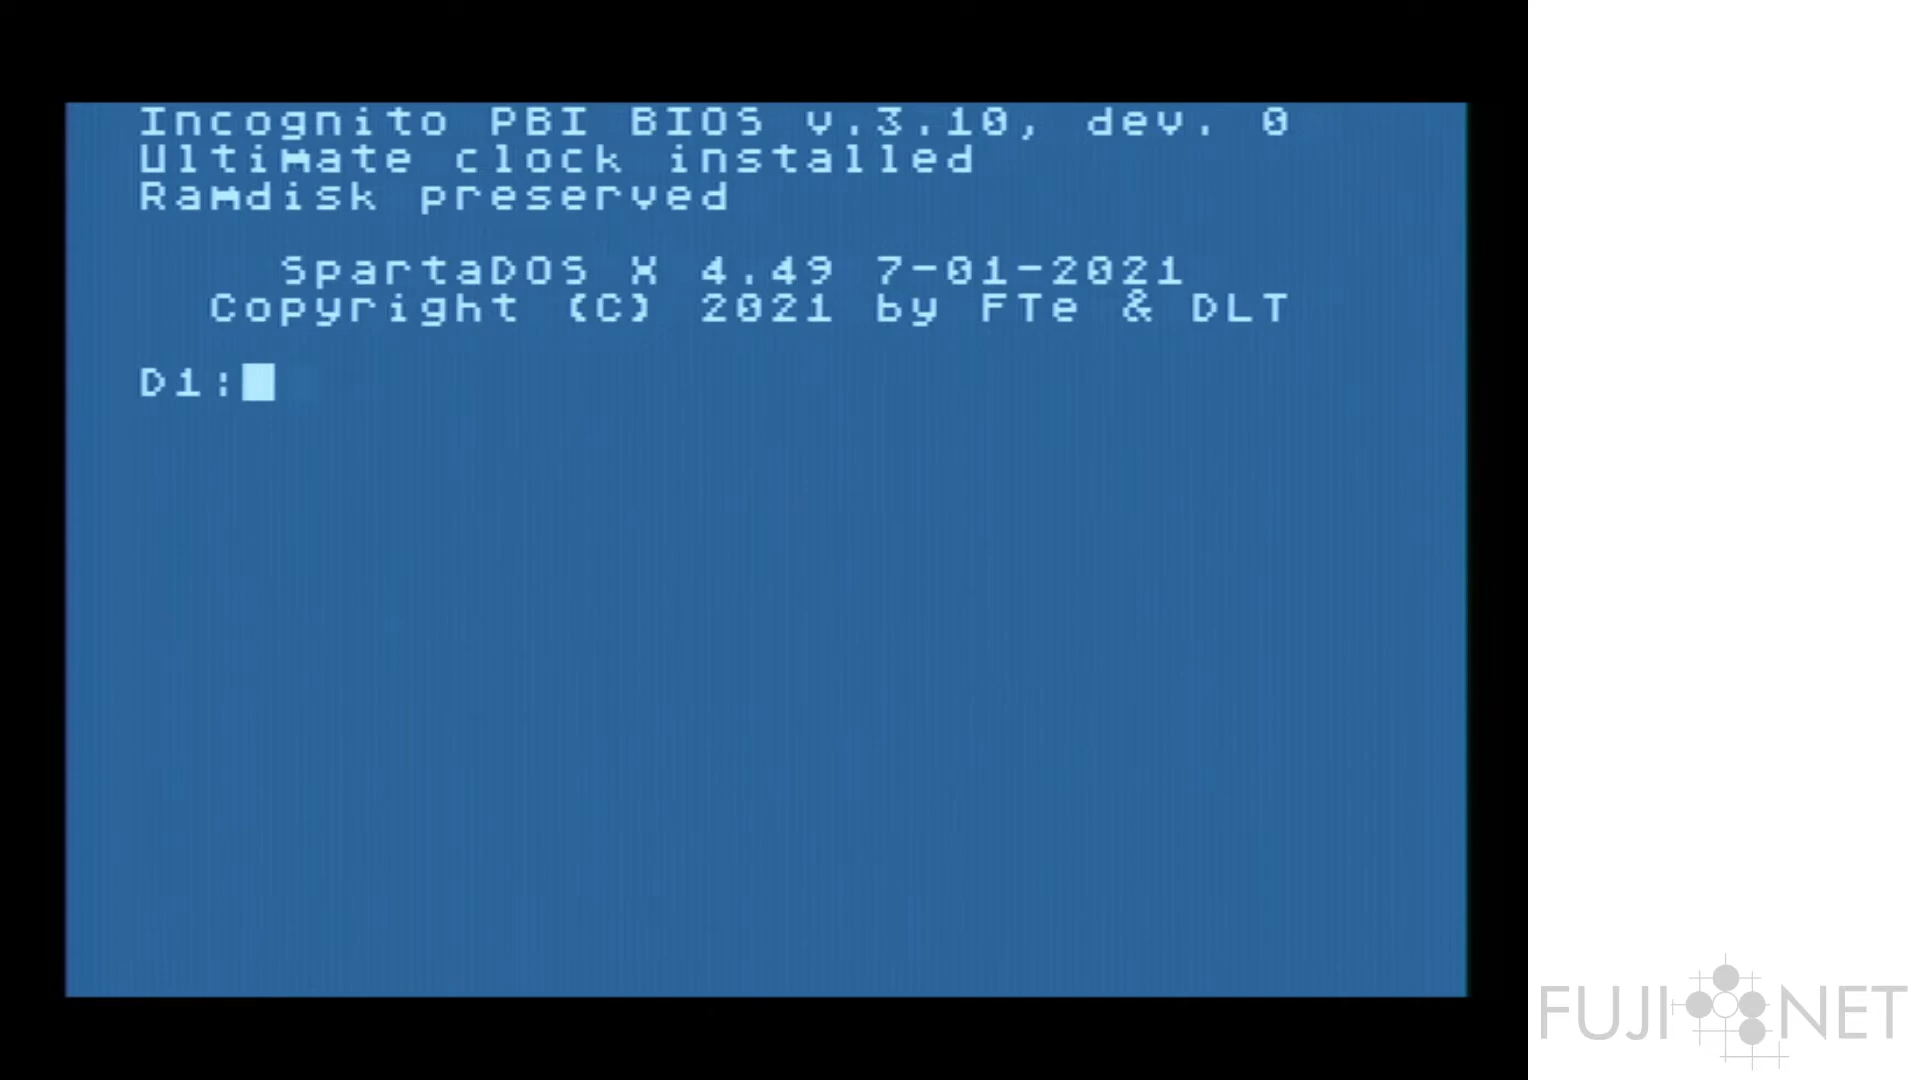 Incognito PBI BIOS v.3.10, dev. 0
Ultimate clock installed
Ramdisk preserved
SpartaDOS X 4.49 7-01-2021
Copyright (C) 2021 by FTe & DLT
D1:
FUJINET